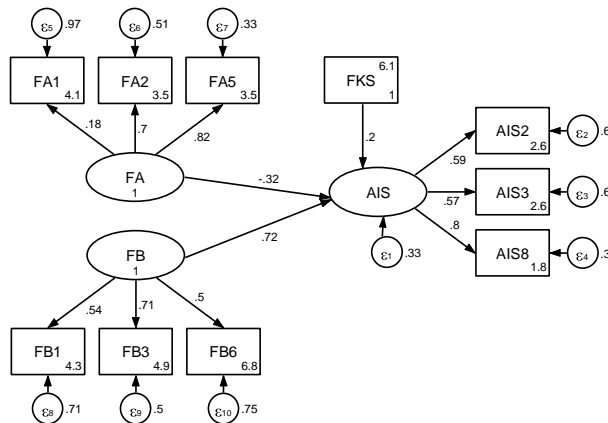 ε5 .97
ε6 .51
ε7 .33
FA1 4.1
FA2 3.5
FA5 3.5
.18
.7
.82
FA 1
-.32
FKS 6.1 1
.2
AIS
ε1 .33
.59
.57
.8
AIS2 2.6
ε2
AIS3 2.6
ε3
AIS8 1.8
ε4
FB 1
.72
.54
.71
.5
FB1 4.3
FB3 4.9
FB6 6.8
ε8 .71
ε9 .5
ε10 .75